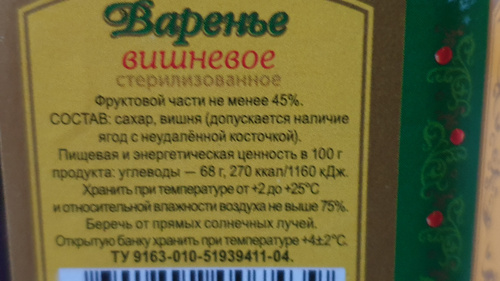 Варенье
вишневое
стерилизованное
Фруктовой части не менее 45%.
СОСТАВ: сахар, вишня (допускается наличие
ягод с неудалённой косточкой).
Пищевая и энергетическая ценность в 100 г
продукта: углеводы — 68 г, 270 ккал/1160 кДж.
Хранить при температуре от +2 до +25°С
и относительной влажности воздуха не выше 75%.
Беречь от прямых солнечных лучей.
Открытую банку хранить при температуре +4±2°С.
ТУ 9163-010-51939411-04.